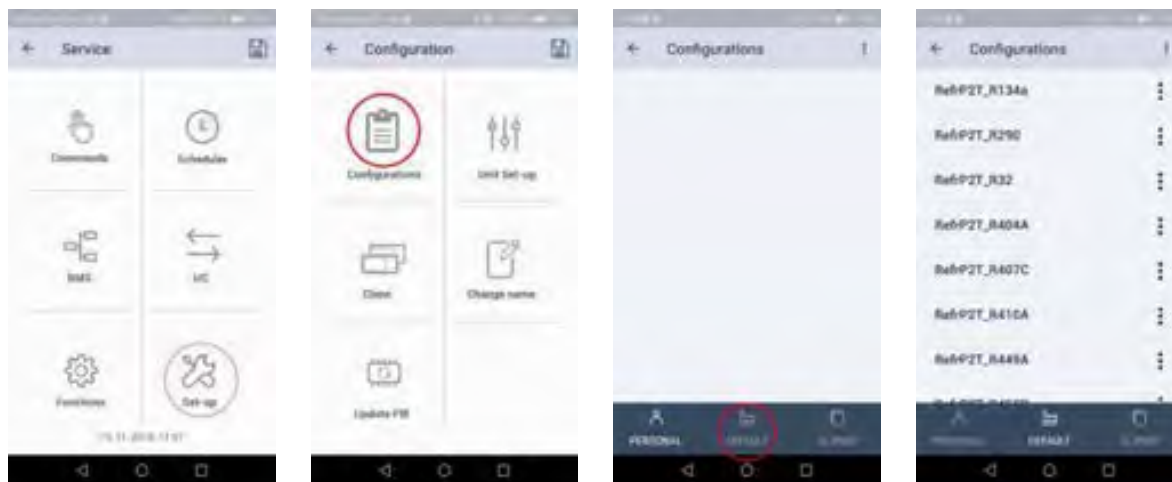 Service
Commands
Schedules
BMS
I/O
Functions
Set-up
Configuration
Configurations
Unit Set-up
Clone
Change name
Update FW
Configurations
PERSONAL
DEFAULT
Configurations
RefrP2T_R134a
RefrP2T_R290
RefrP2T_R32
RefrP2T_R404A
RefrP2T_R407C
RefrP2T_R410A
RefrP2T_R449A
PERSONAL
DEFAULT